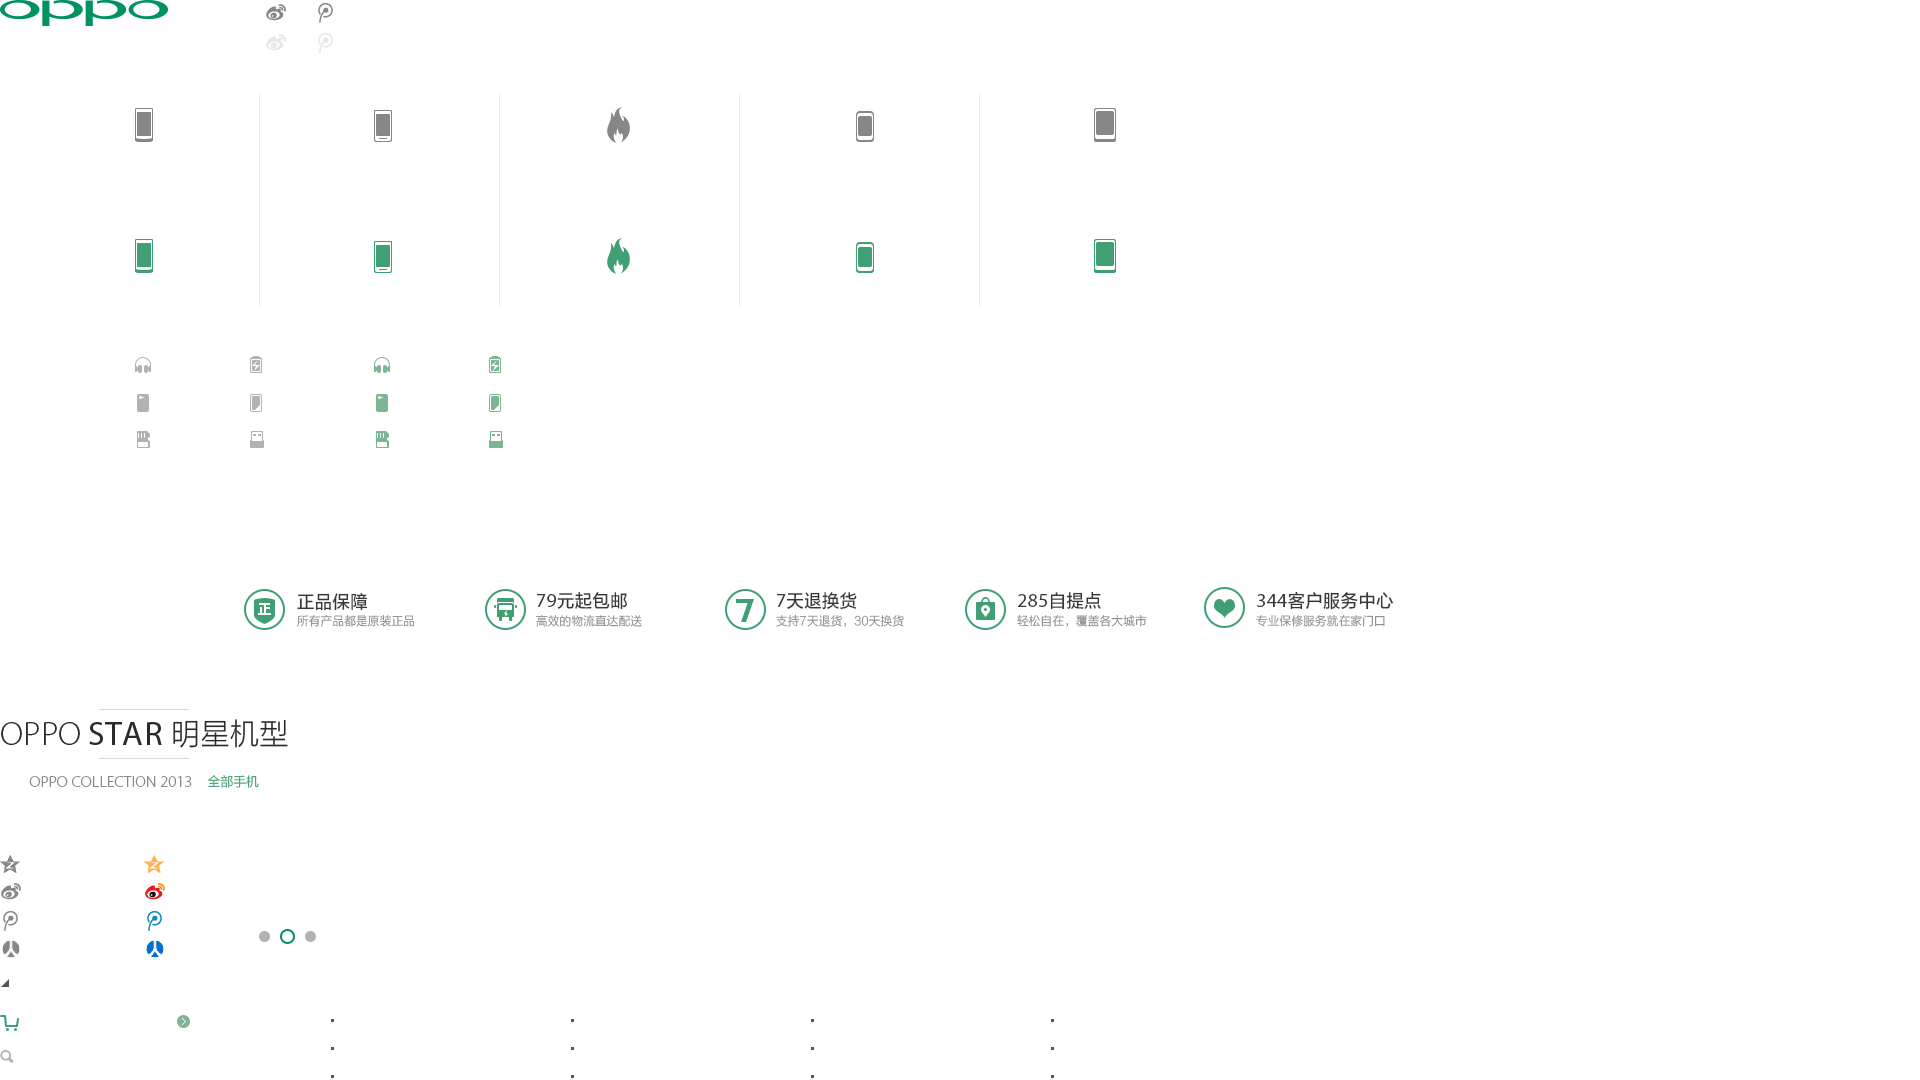 oppo
正品保障
所有产品都是原装正品
79元起包邮
高效的物流直达配送
7
7天退换货
支持7天退货，30天换货
285自提点
轻松自在，覆盖各大城市
344客户服务中心
专业保修服务就在家门口
正
OPPO STAR 明星机型
OPPO COLLECTION 2013 全部手机